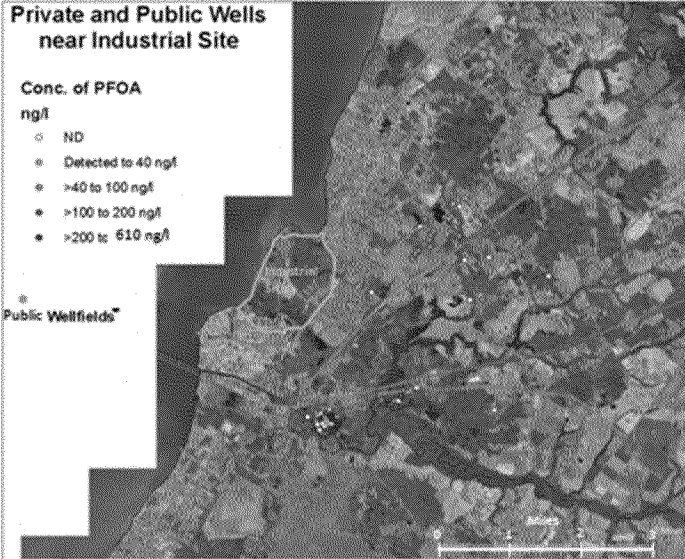 Private and Public Wells
near Industrial Site
Conc. of PFOA
ng/l
ND
Detected to 40 ng/l
>40 to 100 ng/l
>100 to 200 ng/l
>200 to 610 ng/l
Industrial
Public Wellfields
Miles
0 1 2 3